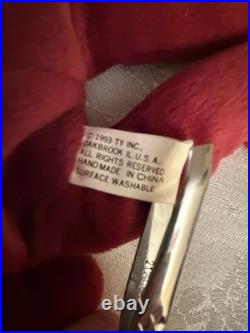 © 1993 TY INC.,
OAKBROOK IL, U.S.A.
ALL RIGHTS RESERVED
HANDMADE IN CHINA
SURFACE WASHABLE